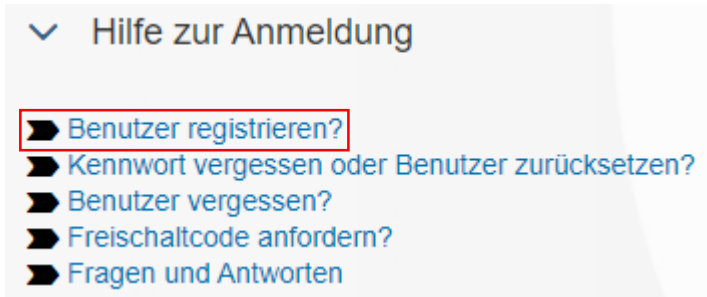 Hilfe zur Anmeldung
Benutzer registrieren?
Kennwort vergessen oder Benutzer zurücksetzen?
Benutzer vergessen?
Freischaltcode anfordern?
Fragen und Antworten